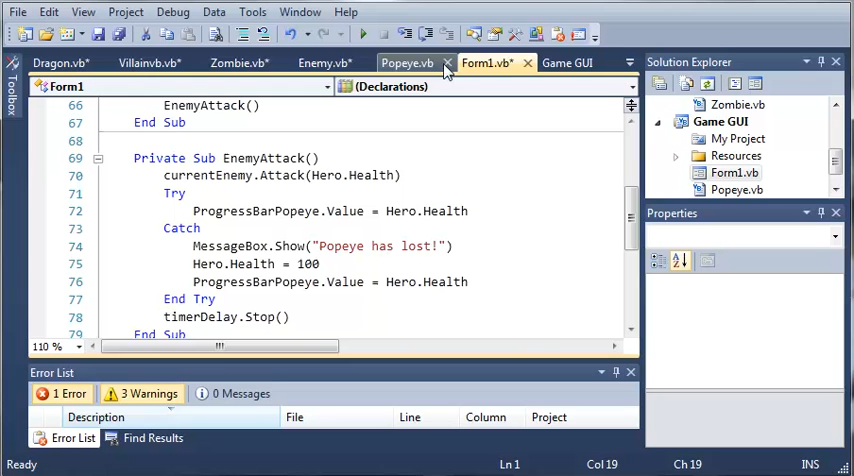 File Edit View Project Debug Data Tools Window Help
Dragon.vb* Villainvb.vb* Zombie.vb* Enemy.vb* Popeye.vb Form1.vb* Game GUI
Toolbox
Form1 (Declarations)
66 EnemyAttack()
67 End Sub
68
69 Private Sub EnemyAttack()
70 currentEnemy.Attack(Hero.Health)
71 Try
72 ProgressBarPopeye.Value = Hero.Health
73 Catch
74 MessageBox.Show("Popeye has lost!")
75 Hero.Health = 100
76 ProgressBarPopeye.Value = Hero.Health
77 End Try
78 timerDelay.Stop()
79 End Sub
110 %
Error List
1 Error 3 Warnings 0 Messages
Description File Line Column Project
Error List Find Results
Ready Ln 1 Col 19 Ch 19 INS
Solution Explorer
Zombie.vb
Game GUI
My Project
Resources
Form1.vb
Popeye.vb
Properties